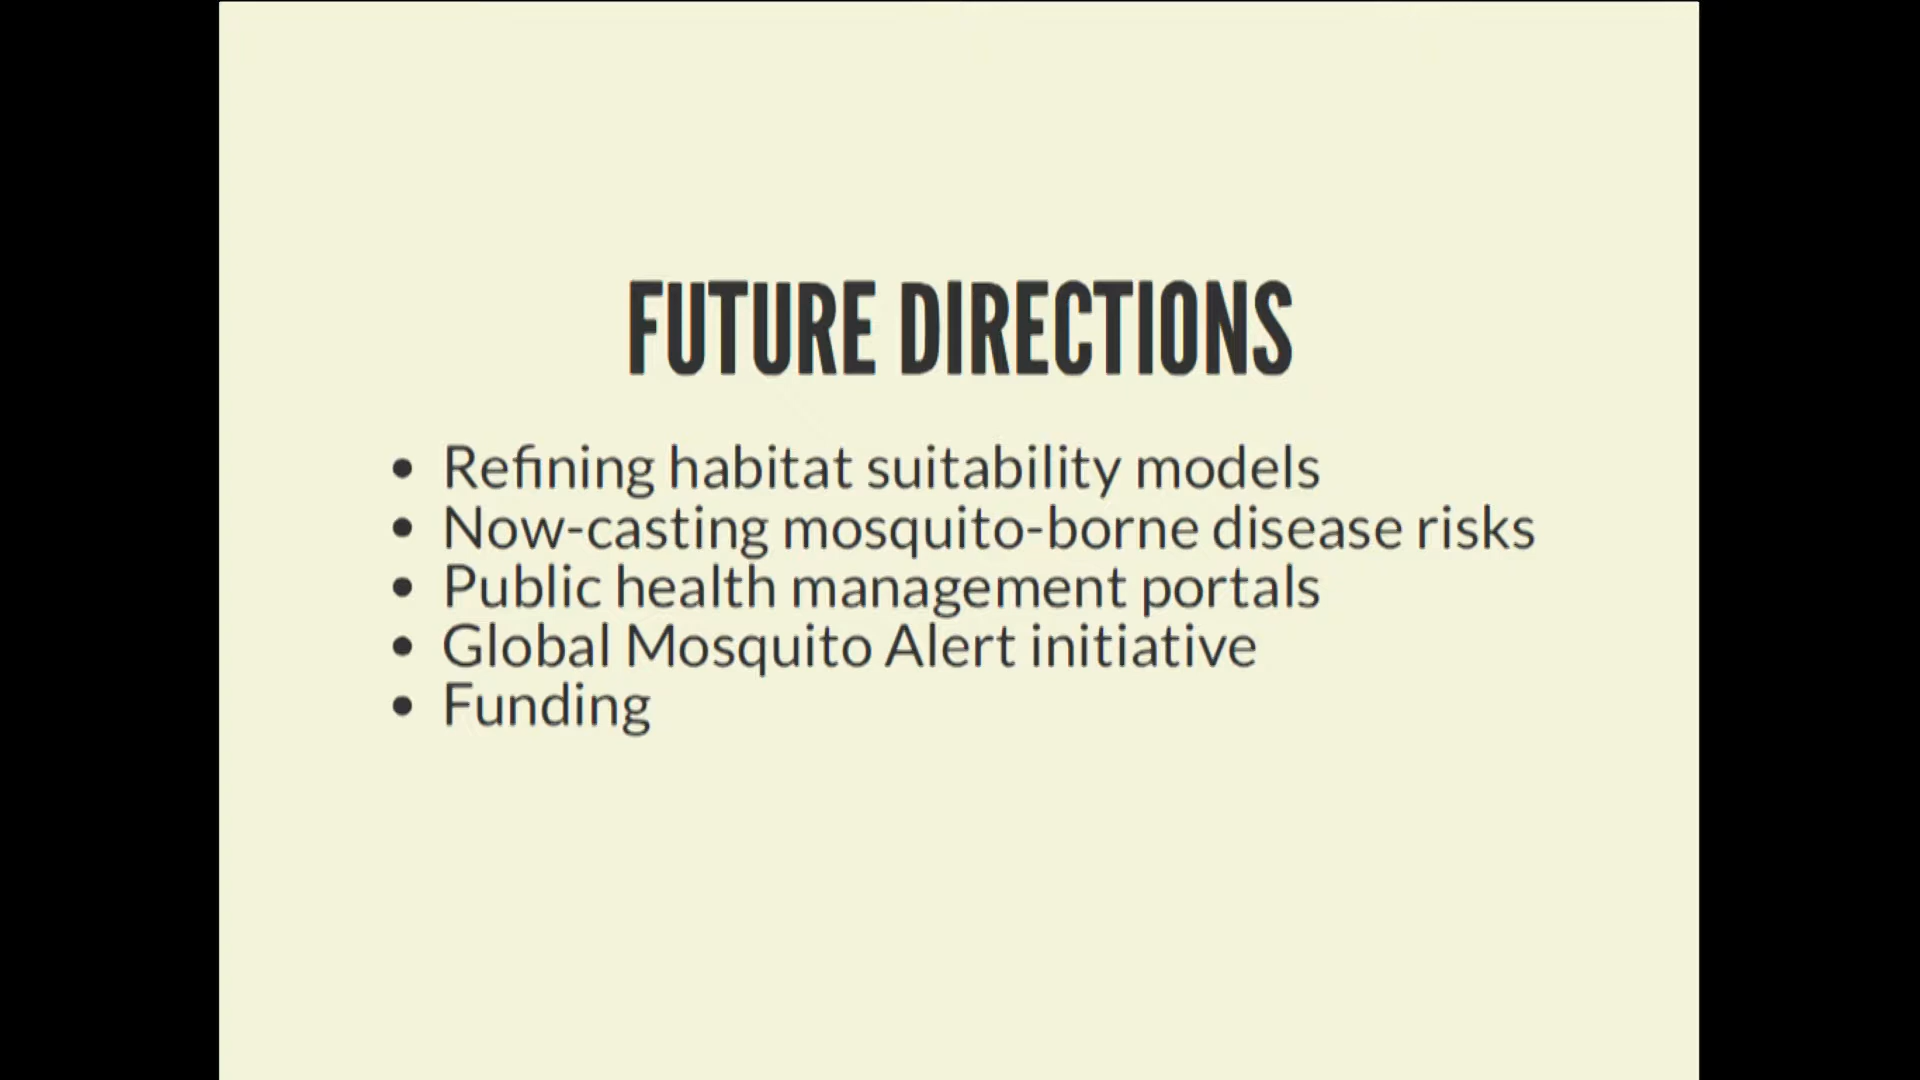 FUTURE DIRECTIONS
• Refining habitat suitability models
• Now-casting mosquito-borne disease risks
• Public health management portals
• Global Mosquito Alert initiative
• Funding